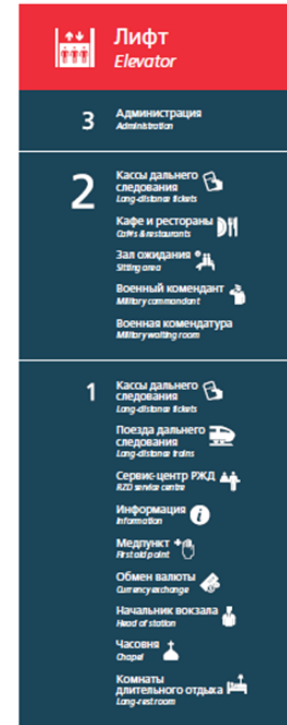 Лифт
Elevator
3
Администрация
Administration
2
Кассы дальнего
следования
Long-distance tickets
Кафе и рестораны
Cafés & restaurants
Зал ожидания
Sitting area
Военный комендант
Military commandant
Военная комендатура
Military waiting room
1
Кассы дальнего
следования
Long-distance tickets
Поезда дальнего
следования
Long-distance trains
Сервис-центр РЖД
RZD service centre
Информация
Information
Медпункт
First aid point
Обмен валюты
Currency exchange
Начальник вокзала
Head of station
Часовня
Chapel
Комнаты
длительного отдыха
Long-rest room